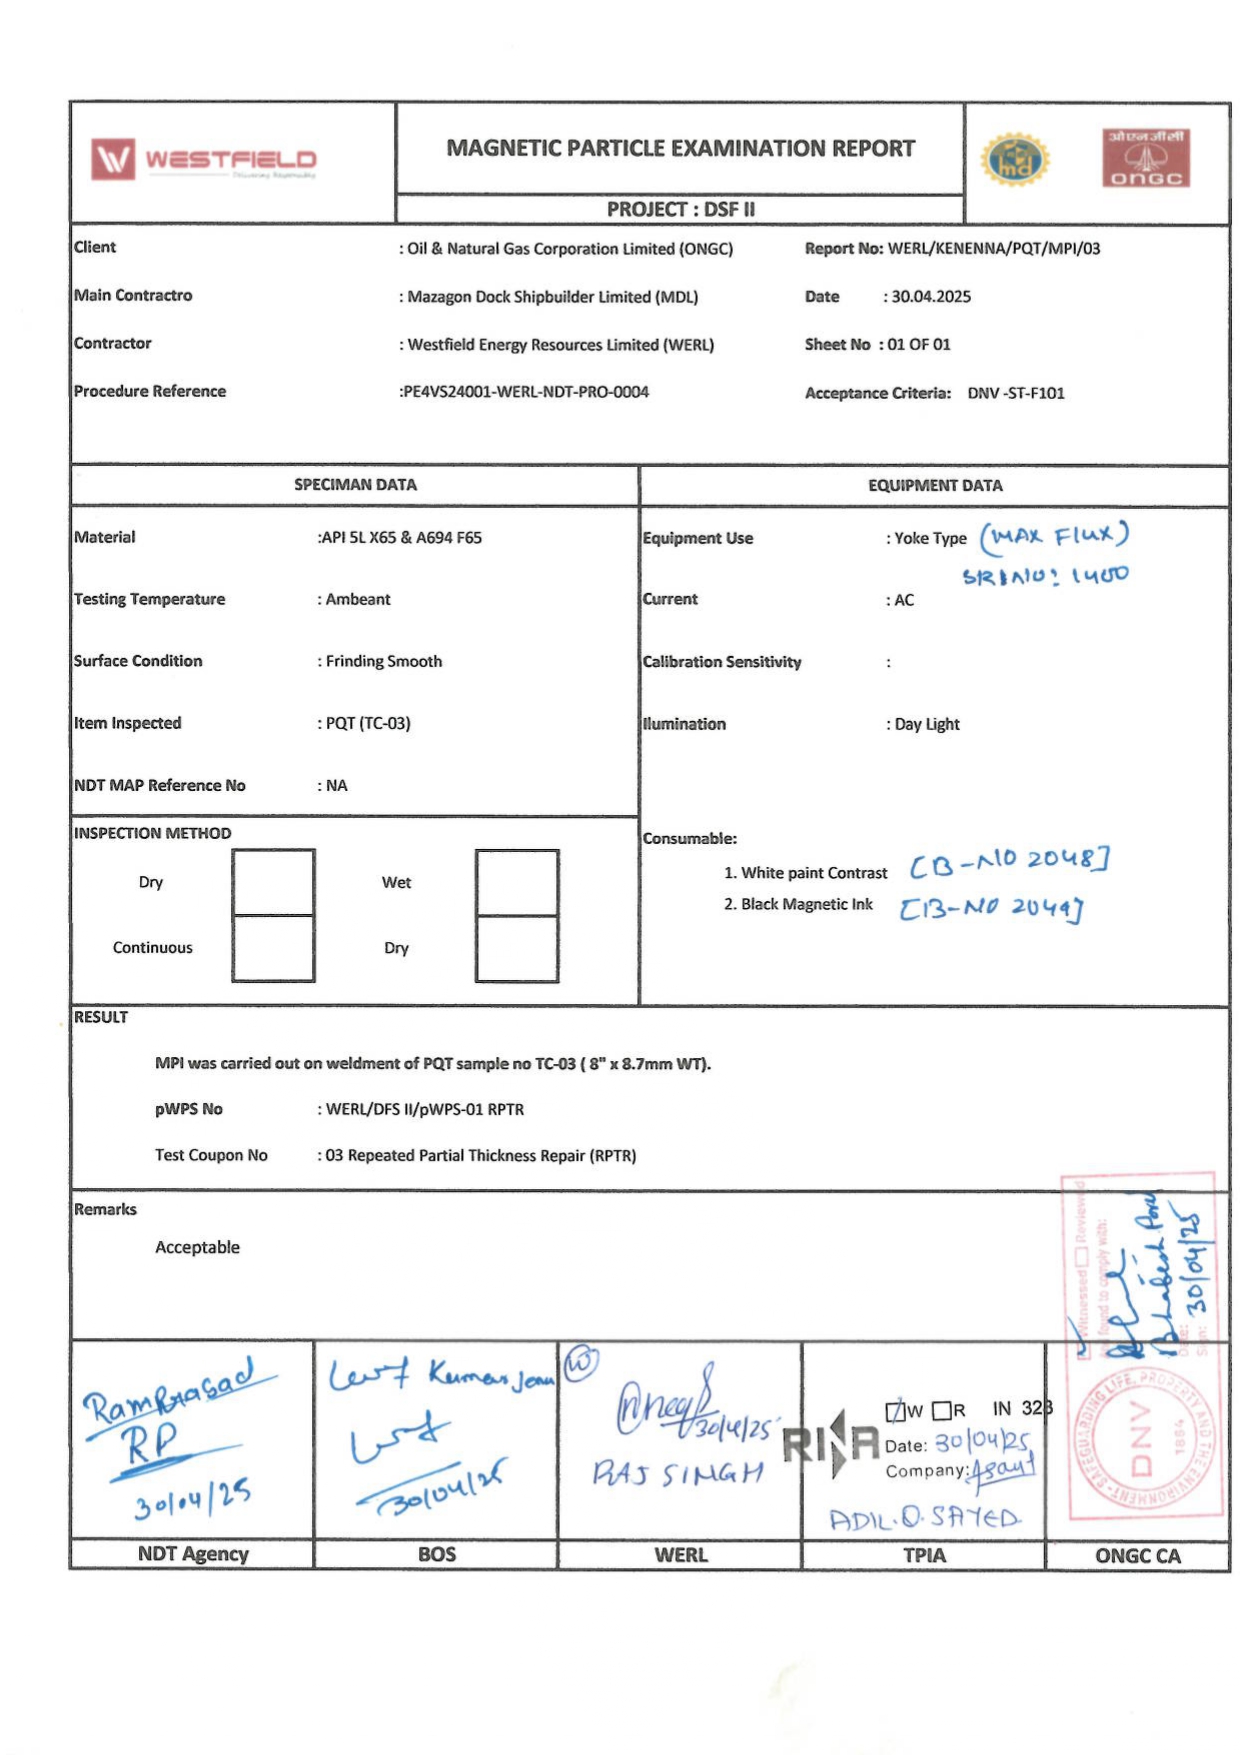 WESTFIELD
Delivering Responsibly
MAGNETIC PARTICLE EXAMINATION REPORT
PROJECT : DSF II
md
ओएनजीसी
ONGC
Client : Oil & Natural Gas Corporation Limited (ONGC) Report No: WERL/KENENNA/PQT/MPI/03
Main Contractro : Mazagon Dock Shipbuilder Limited (MDL) Date : 30.04.2025
Contractor : Westfield Energy Resources Limited (WERL) Sheet No : 01 OF 01
Procedure Reference :PE4VS24001-WERL-NDT-PRO-0004 Acceptance Criteria: DNV -ST-F101
SPECIMAN DATA
Material :API 5L X65 & A694 F65
Testing Temperature : Ambeant
Surface Condition : Frinding Smooth
Item Inspected : PQT (TC-03)
NDT MAP Reference No : NA
EQUIPMENT DATA
Equipment Use : Yoke Type (MAX FLUX)
SR NO: 1400
Current : AC
Calibration Sensitivity :
Ilumination : Day Light
INSPECTION METHOD
Dry Wet
Continuous Dry
Consumable:
1. White paint Contrast [B-NO 2048]
2. Black Magnetic Ink [B-NO 2049]
RESULT
MPI was carried out on weldment of PQT sample no TC-03 ( 8" x 8.7mm WT).
pWPS No : WERL/DFS II/pWPS-01 RPTR
Test Coupon No : 03 Repeated Partial Thickness Repair (RPTR)
Remarks
Acceptable
Witnessed Reviewed
found to comply with:
Date:
Sign:
30/04/25
SAFEGUARDING LIFE, PROPERTY AND THE ENVIRONMENT
DNV
1864
RamPrasad
RP
30/04/25
Kumar Jena
30/04/25
W
30/4/25
RAJ SINGH
RINA
W R IN 323
Date: 30/04/25
Company:
ADIL.Q.SAYED
NDT Agency BOS WERL TPIA ONGC CA